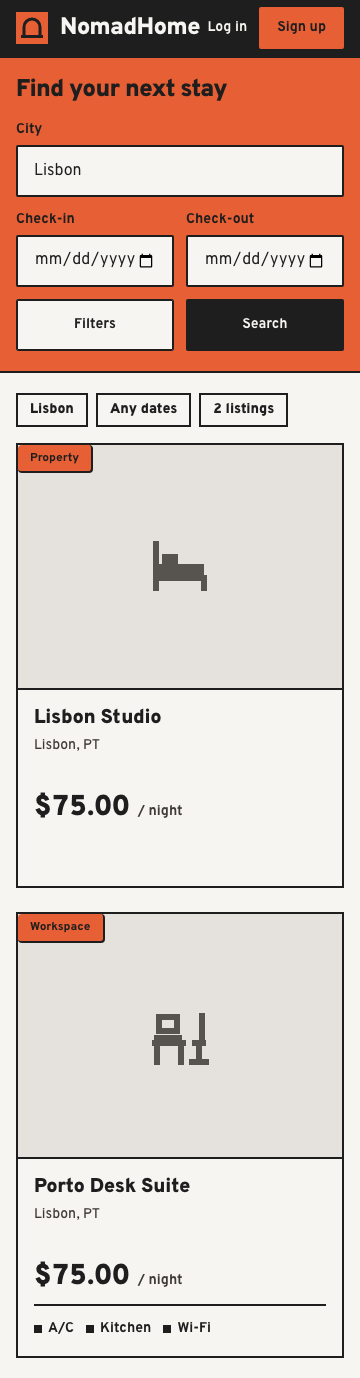 NomadHome Log in Sign up
Find your next stay
City
Lisbon
Check-in Check-out
mm/dd/yyyy mm/dd/yyyy
Filters Search
Lisbon Any dates 2 listings
Property
Lisbon Studio
Lisbon, PT
$75.00 / night
Workspace
Porto Desk Suite
Lisbon, PT
$75.00 / night
A/C Kitchen Wi-Fi